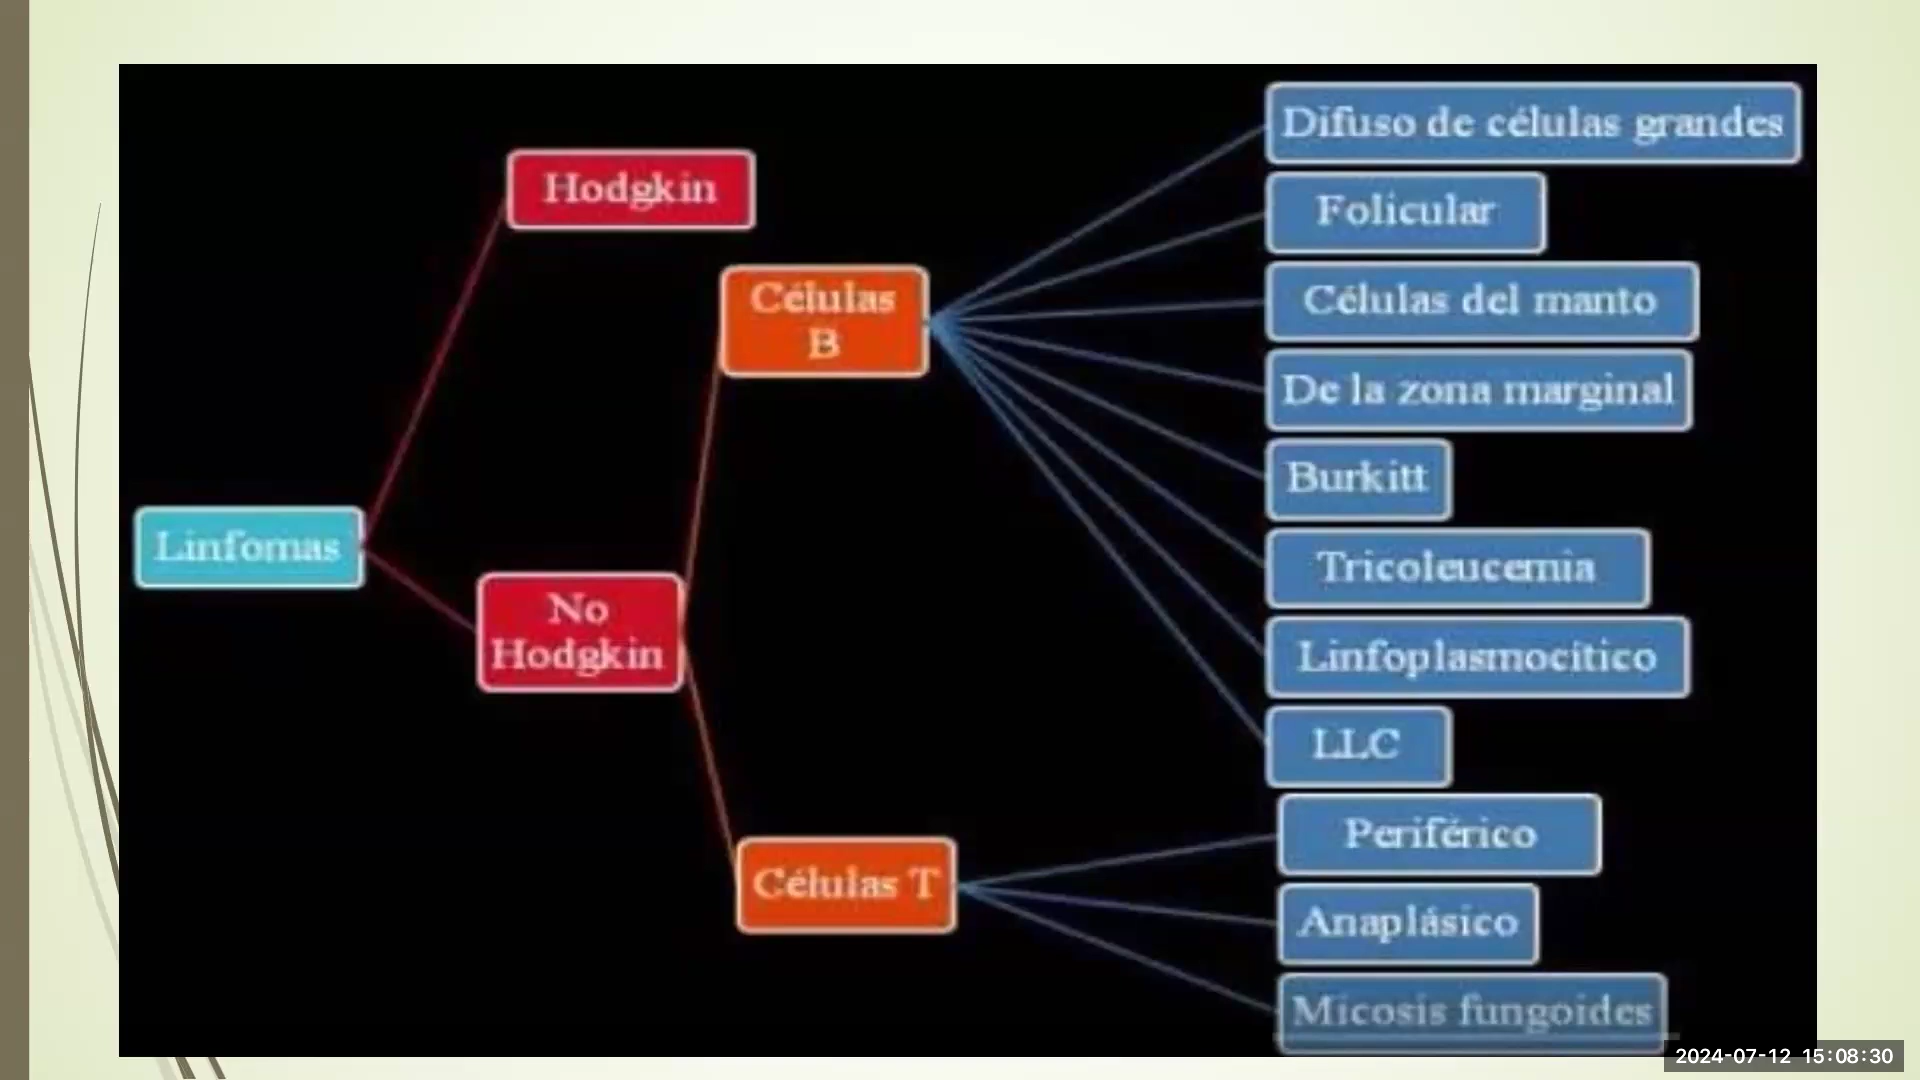 Difuso de células grandes
Hodgkin
Folicular
Células
B
Células del manto
De la zona marginal
Burkitt
Linfomas
Tricoleucemia
No
Hodgkin
Linfoplasmocítico
LLC
Periférico
Células T
Anaplásico
Micosis fungoides
2024-07-12 15:08:30